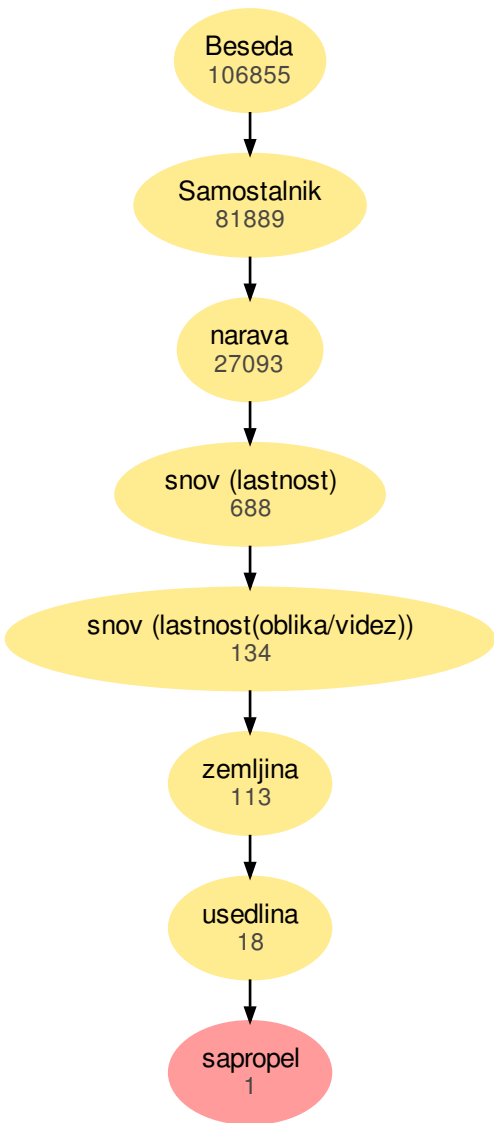 Beseda
106855
Samostalnik
81889
narava
27093
snov (lastnost)
688
snov (lastnost(oblika/videz))
134
zemljina
113
usedlina
18
sapropel
1